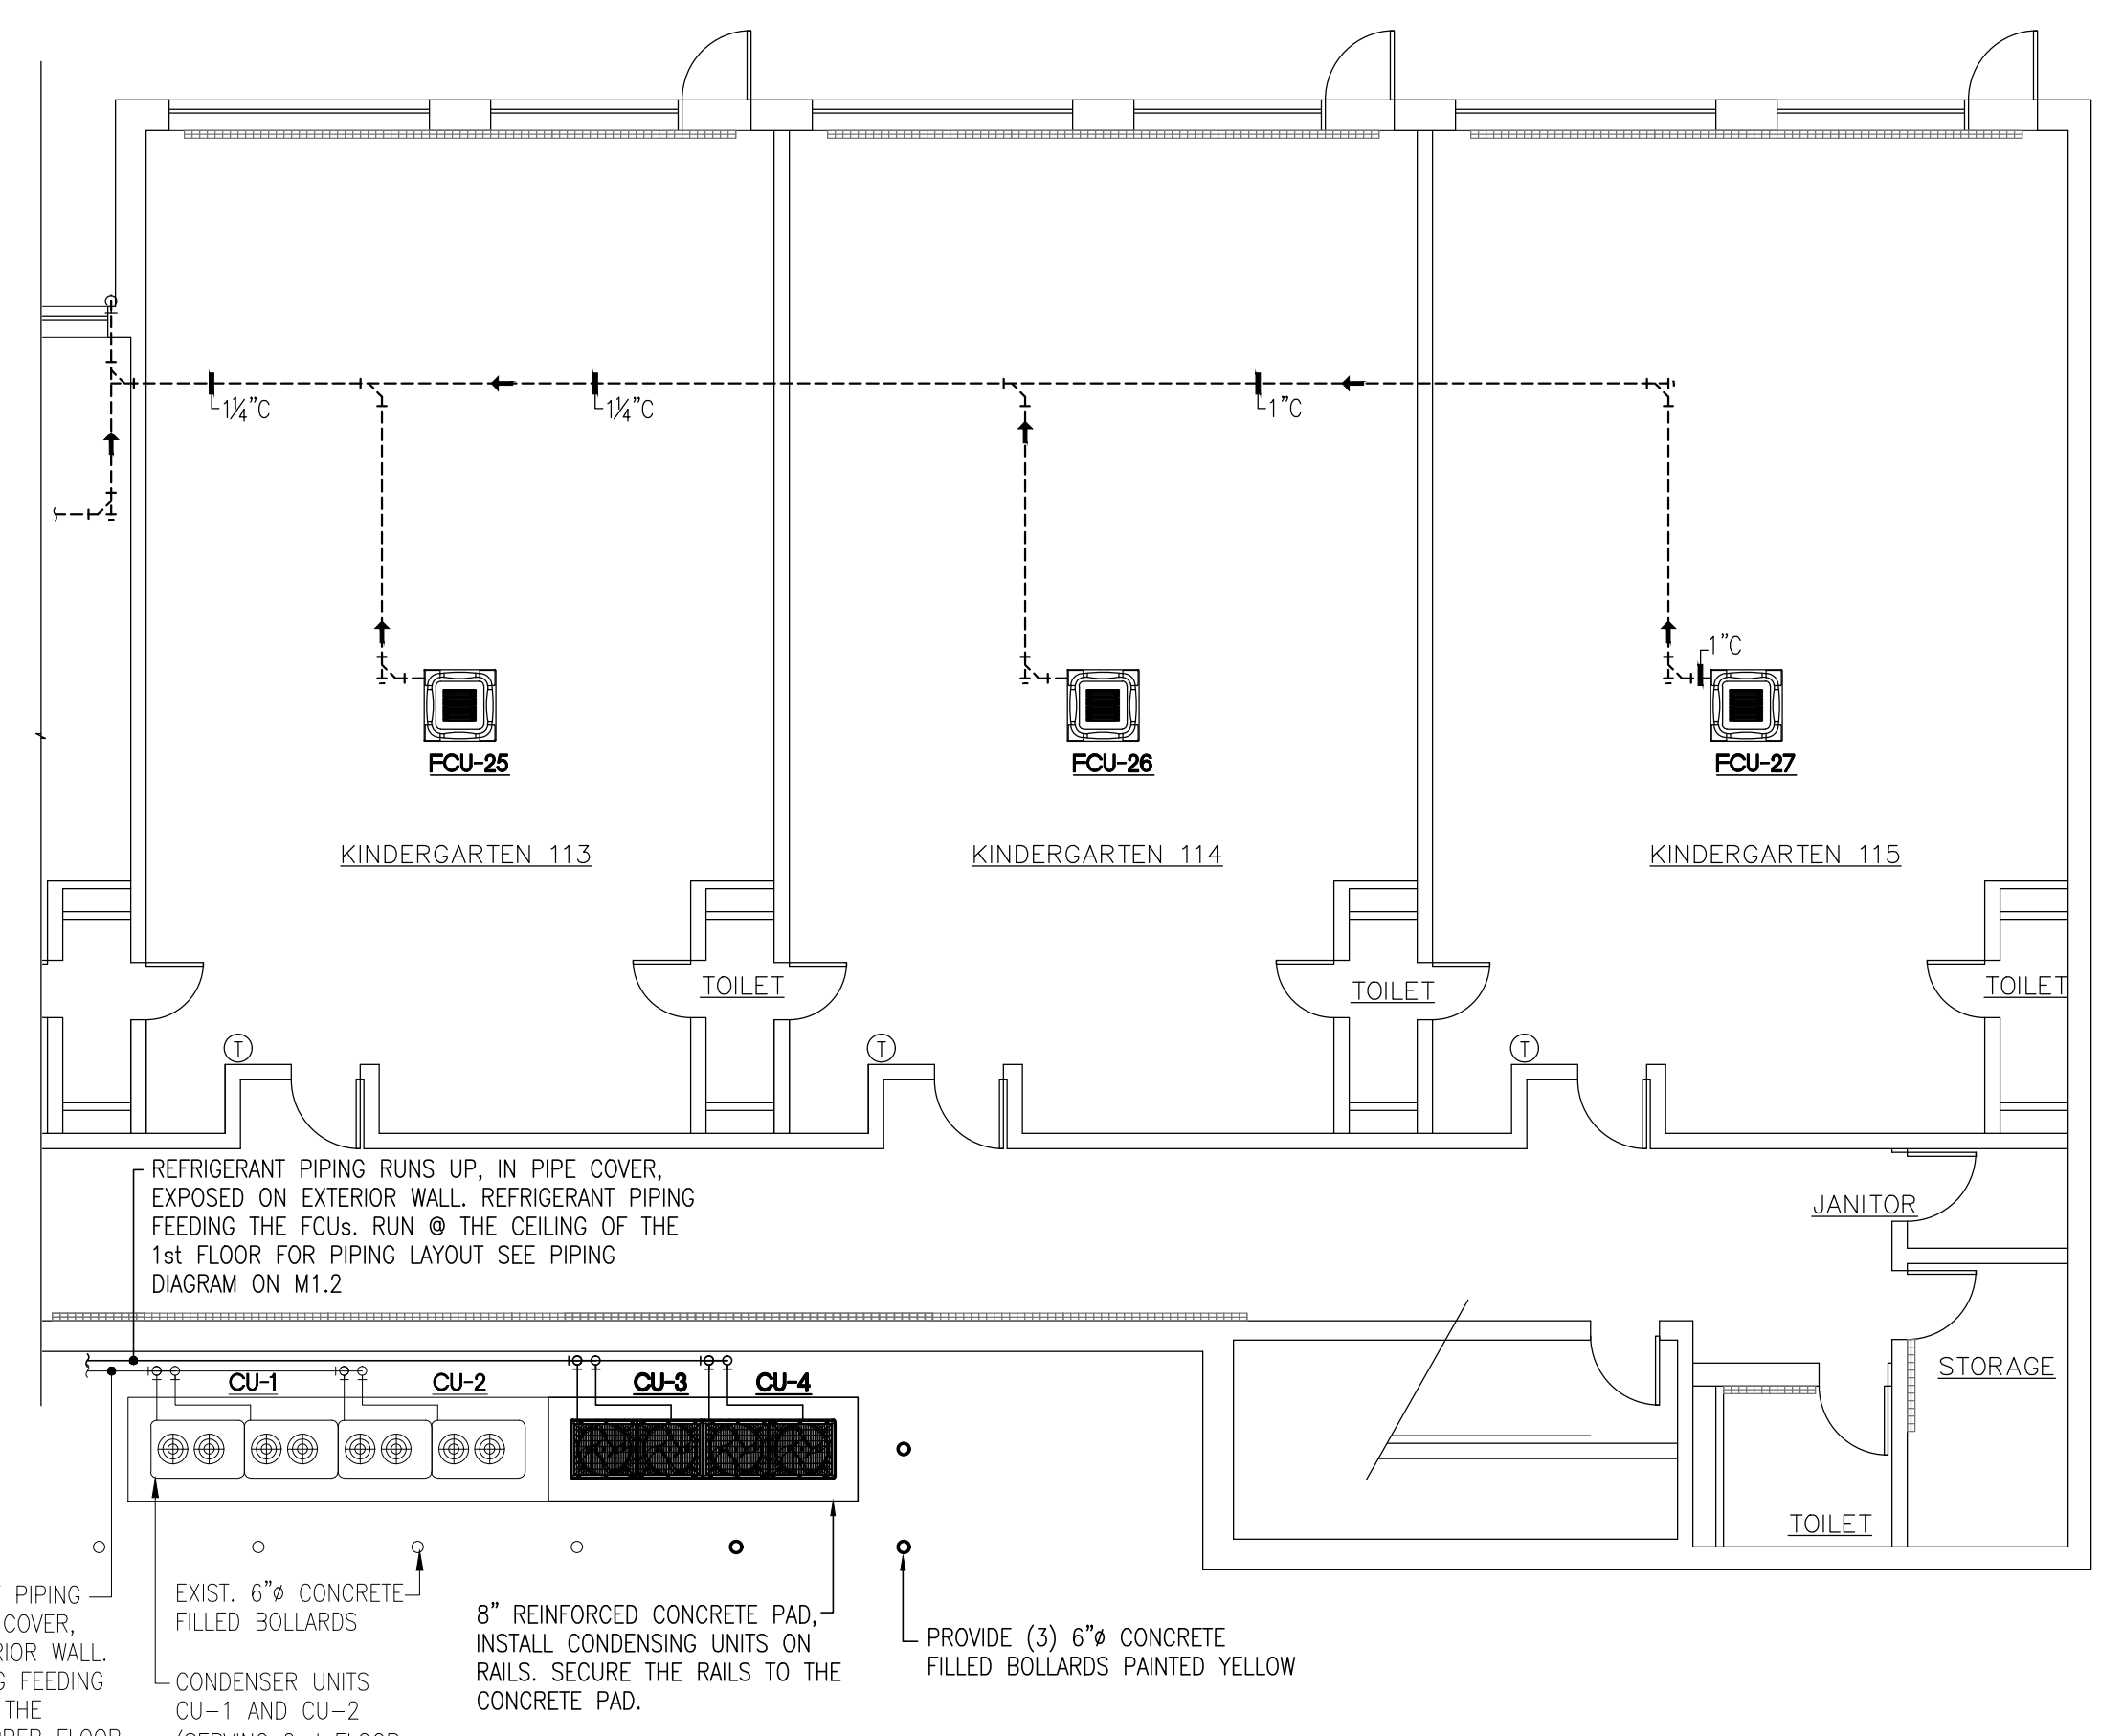 1¼"C
1¼"C
1"C
1"C
FCU-25
FCU-26
FCU-27
KINDERGARTEN 113
KINDERGARTEN 114
KINDERGARTEN 115
TOILET
TOILET
TOILET
T
T
T
REFRIGERANT PIPING RUNS UP, IN PIPE COVER,
EXPOSED ON EXTERIOR WALL. REFRIGERANT PIPING
FEEDING THE FCUs. RUN @ THE CEILING OF THE
1st FLOOR FOR PIPING LAYOUT SEE PIPING
DIAGRAM ON M1.2
JANITOR
STORAGE
CU-1
CU-2
CU-3
CU-4
TOILET
PIPING
COVER,
RIOR WALL.
G FEEDING
THE
PPER FLOOR
EXIST. 6"ø CONCRETE
FILLED BOLLARDS
CONDENSER UNITS
CU-1 AND CU-2
(SERVING 2nd FLOOR
8" REINFORCED CONCRETE PAD,
INSTALL CONDENSING UNITS ON
RAILS. SECURE THE RAILS TO THE
CONCRETE PAD.
PROVIDE (3) 6"ø CONCRETE
FILLED BOLLARDS PAINTED YELLOW